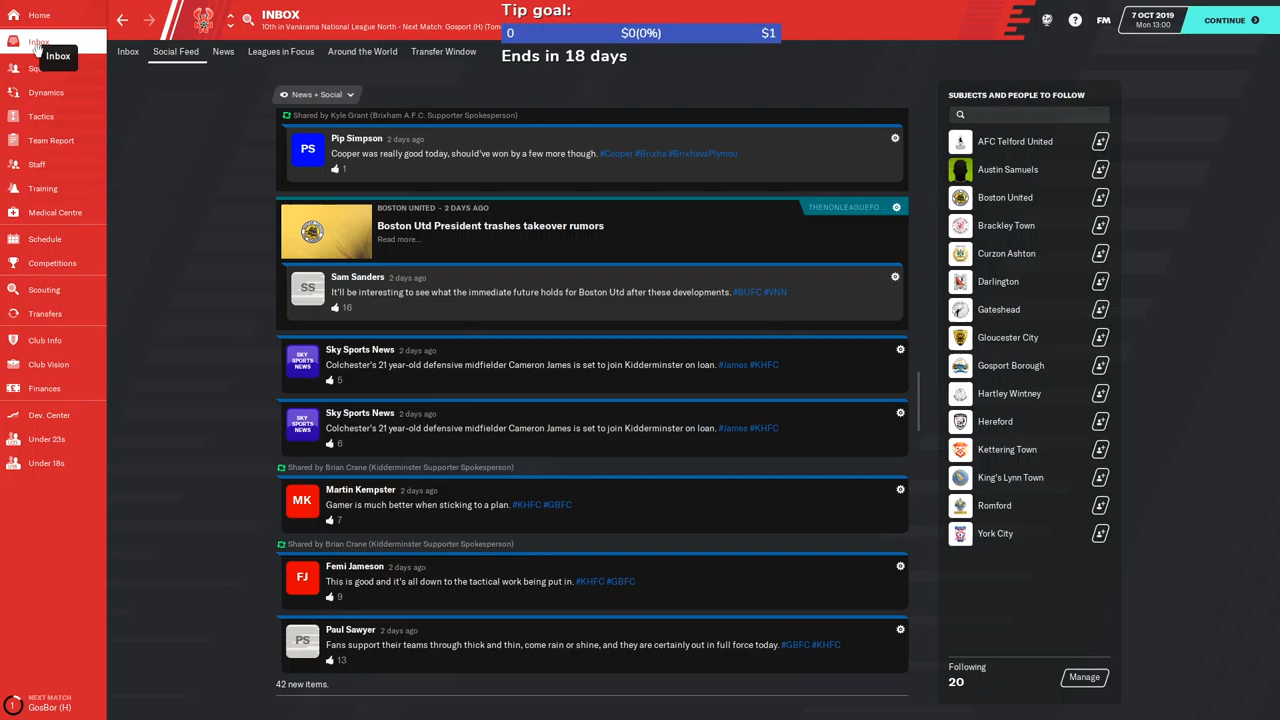 Home
Inbox
Inbox
Dynamics
Tactics
Team Report
Staff
Training
Medical Centre
Schedule
Competitions
Scouting
Transfers
Club Info
Club Vision
Finances
Dev. Center
Under 23s
Under 18s
1
NEXT MATCH
GosBor (H)
INBOX
10th in Vanarama National League North - Next Match: Gosport (H)
Tip goal:
0 $0(0%) $1
Ends in 18 days
FM
7 OCT 2019
Mon 13:00
CONTINUE
Inbox Social Feed News Leagues in Focus Around the World Transfer Window
News + Social
Shared by Kyle Grant (Brixham A.F.C. Supporter Spokesperson)
PS
Pip Simpson 2 days ago
Cooper was really good today, should've won by a few more though. #Cooper #Brixha #BrixhavsPlymou
1
BOSTON UNITED - 2 DAYS AGO
THENONLEAGUEFO...
Boston Utd President trashes takeover rumors
Read more...
SS
Sam Sanders 2 days ago
It'll be interesting to see what the immediate future holds for Boston Utd after these developments. #BUFC #VNN
16
SKY SPORTS NEWS
Sky Sports News 2 days ago
Colchester's 21 year-old defensive midfielder Cameron James is set to join Kidderminster on loan. #James #KHFC
5
SKY SPORTS NEWS
Sky Sports News 2 days ago
Colchester's 21 year-old defensive midfielder Cameron James is set to join Kidderminster on loan. #James #KHFC
6
Shared by Brian Crane (Kidderminster Supporter Spokesperson)
MK
Martin Kempster 2 days ago
Gamer is much better when sticking to a plan. #KHFC #GBFC
7
Shared by Brian Crane (Kidderminster Supporter Spokesperson)
FJ
Femi Jameson 2 days ago
This is good and it's all down to the tactical work being put in. #KHFC #GBFC
9
PS
Paul Sawyer 2 days ago
Fans support their teams through thick and thin, come rain or shine, and they are certainly out in full force today. #GBFC #KHFC
13
42 new items.
SUBJECTS AND PEOPLE TO FOLLOW
AFC Telford United
Austin Samuels
Boston United
Brackley Town
Curzon Ashton
Darlington
Gateshead
Gloucester City
Gosport Borough
Hartley Wintney
Hereford
Kettering Town
King's Lynn Town
Romford
York City
Following
20
Manage